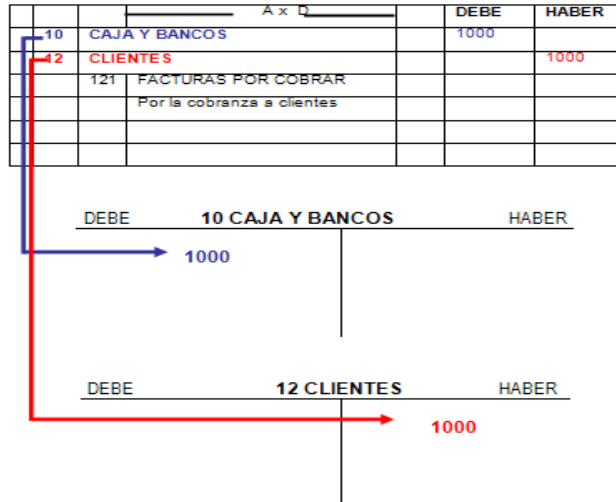 A x D DEBE HABER
10 CAJA Y BANCOS 1000
12 CLIENTES 1000
121 FACTURAS POR COBRAR
Por la cobranza a clientes
DEBE 10 CAJA Y BANCOS HABER
1000
DEBE 12 CLIENTES HABER
1000